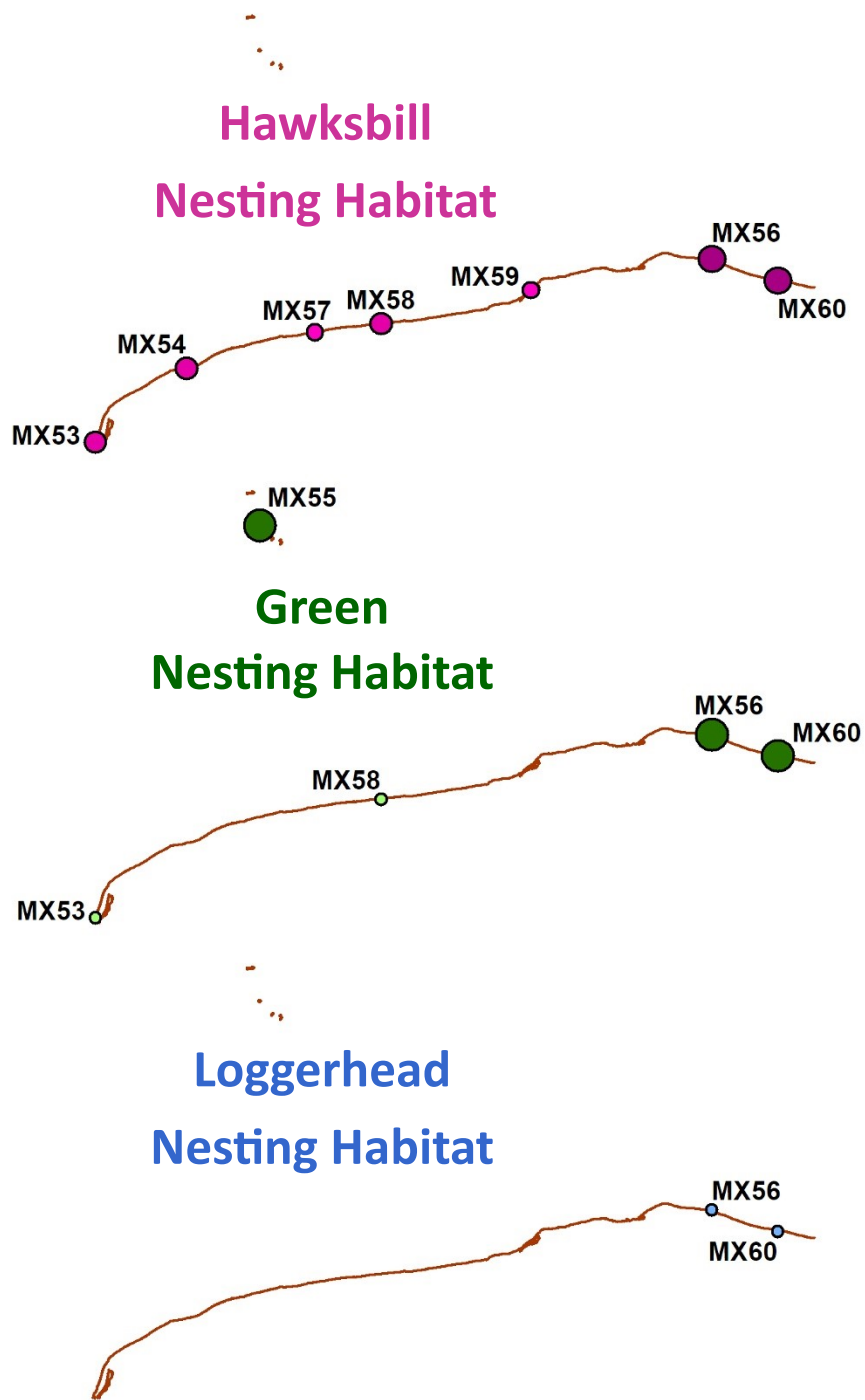 Hawksbill
Nesting Habitat
MX56
MX59
MX58
MX57
MX60
MX54
MX53
MX55
Green
Nesting Habitat
MX56
MX60
MX58
MX53
Loggerhead
Nesting Habitat
MX56
MX60